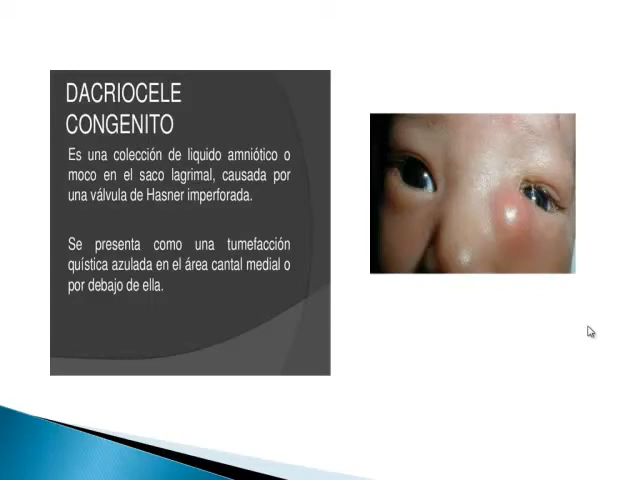 DACRIOCELE
CONGENITO
Es una colección de liquido amniótico o
moco en el saco lagrimal, causada por
una válvula de Hasner imperforada.
Se presenta como una tumefacción
quística azulada en el área cantal medial o
por debajo de ella.